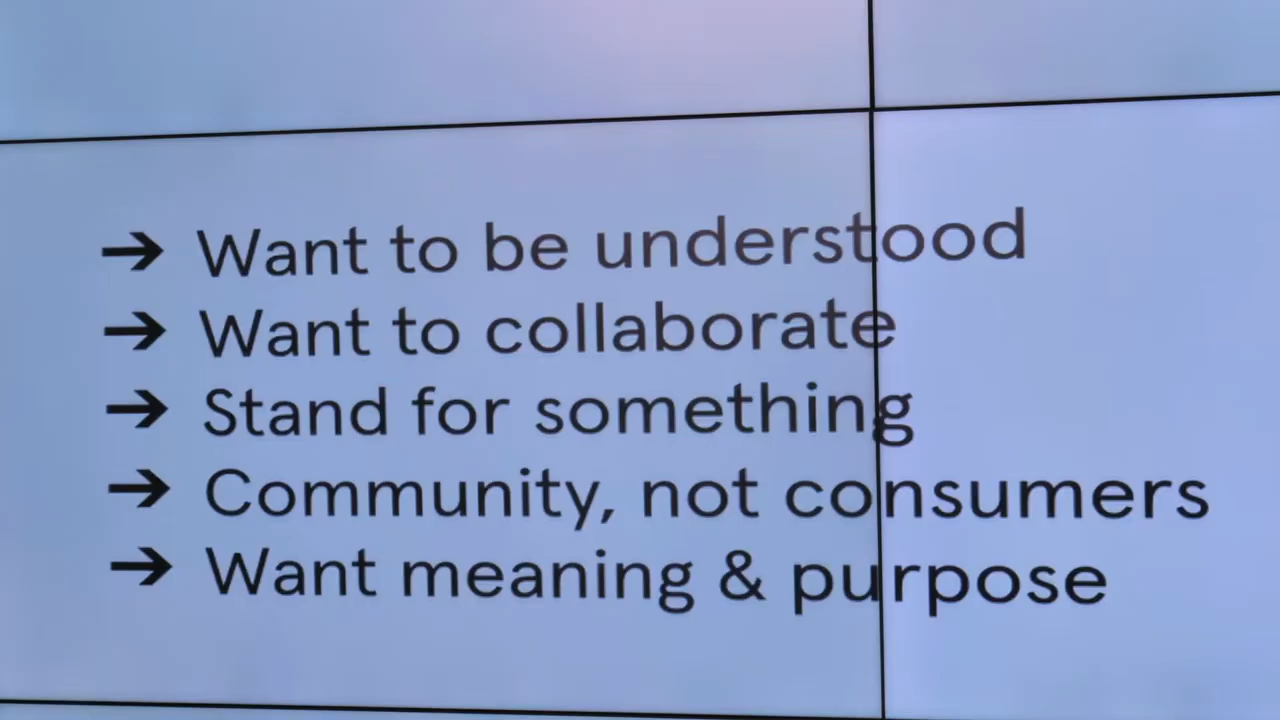 → Want to be understood
→ Want to collaborate
→ Stand for something
→ Community, not consumers
→ Want meaning & purpose